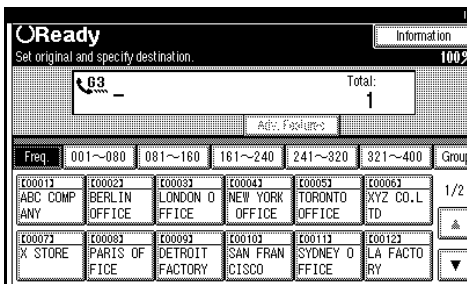 Ready
Information
Set original and specify destination.
100%
G3 _
Total:
1
Adv. Features
Freq. 001~080 081~160 161~240 241~320 321~400 Group
[0001] [0002] [0003] [0004] [0005] [0006]
ABC COMP BERLIN LONDON O NEW YORK TORONTO XYZ CO.L
ANY OFFICE FFICE OFFICE OFFICE TD
1/2
[0007] [0008] [0009] [0010] [0011] [0012]
X STORE PARIS OF DETROIT SAN FRAN SYDNEY O LA FACTO
FICE FACTORY CISCO FFICE RY